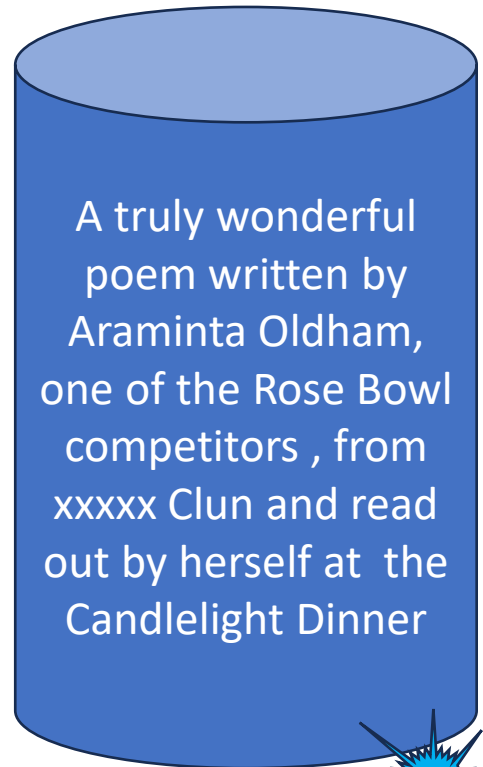 A truly wonderful
poem written by
Araminta Oldham,
one of the Rose Bowl
competitors , from
xxxxx Clun and read
out by herself at  the
Candlelight Dinner